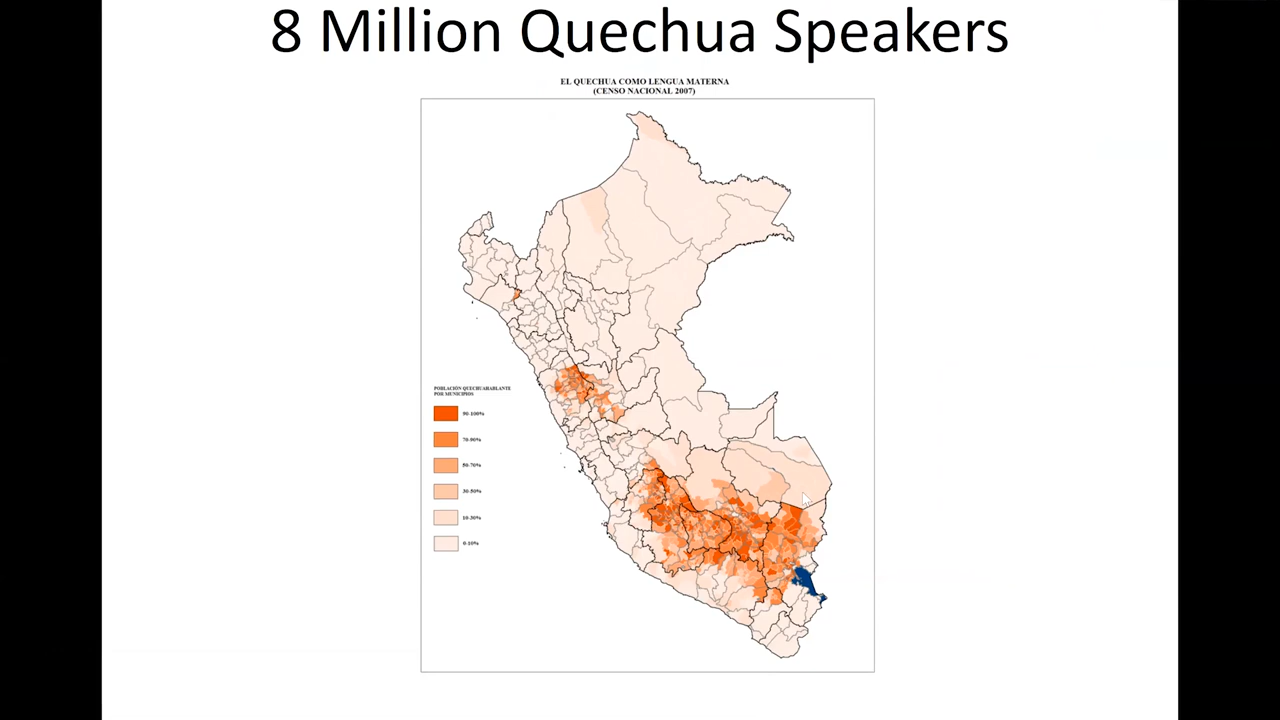 8 Million Quechua Speakers
EL QUECHUA COMO LENGUA MATERNA
(CENSO NACIONAL 2007)
POBLACIÓN QUECHUAHABLANTE
POR MUNICIPIOS
90-100%
70-90%
50-70%
30-50%
10-30%
0-10%